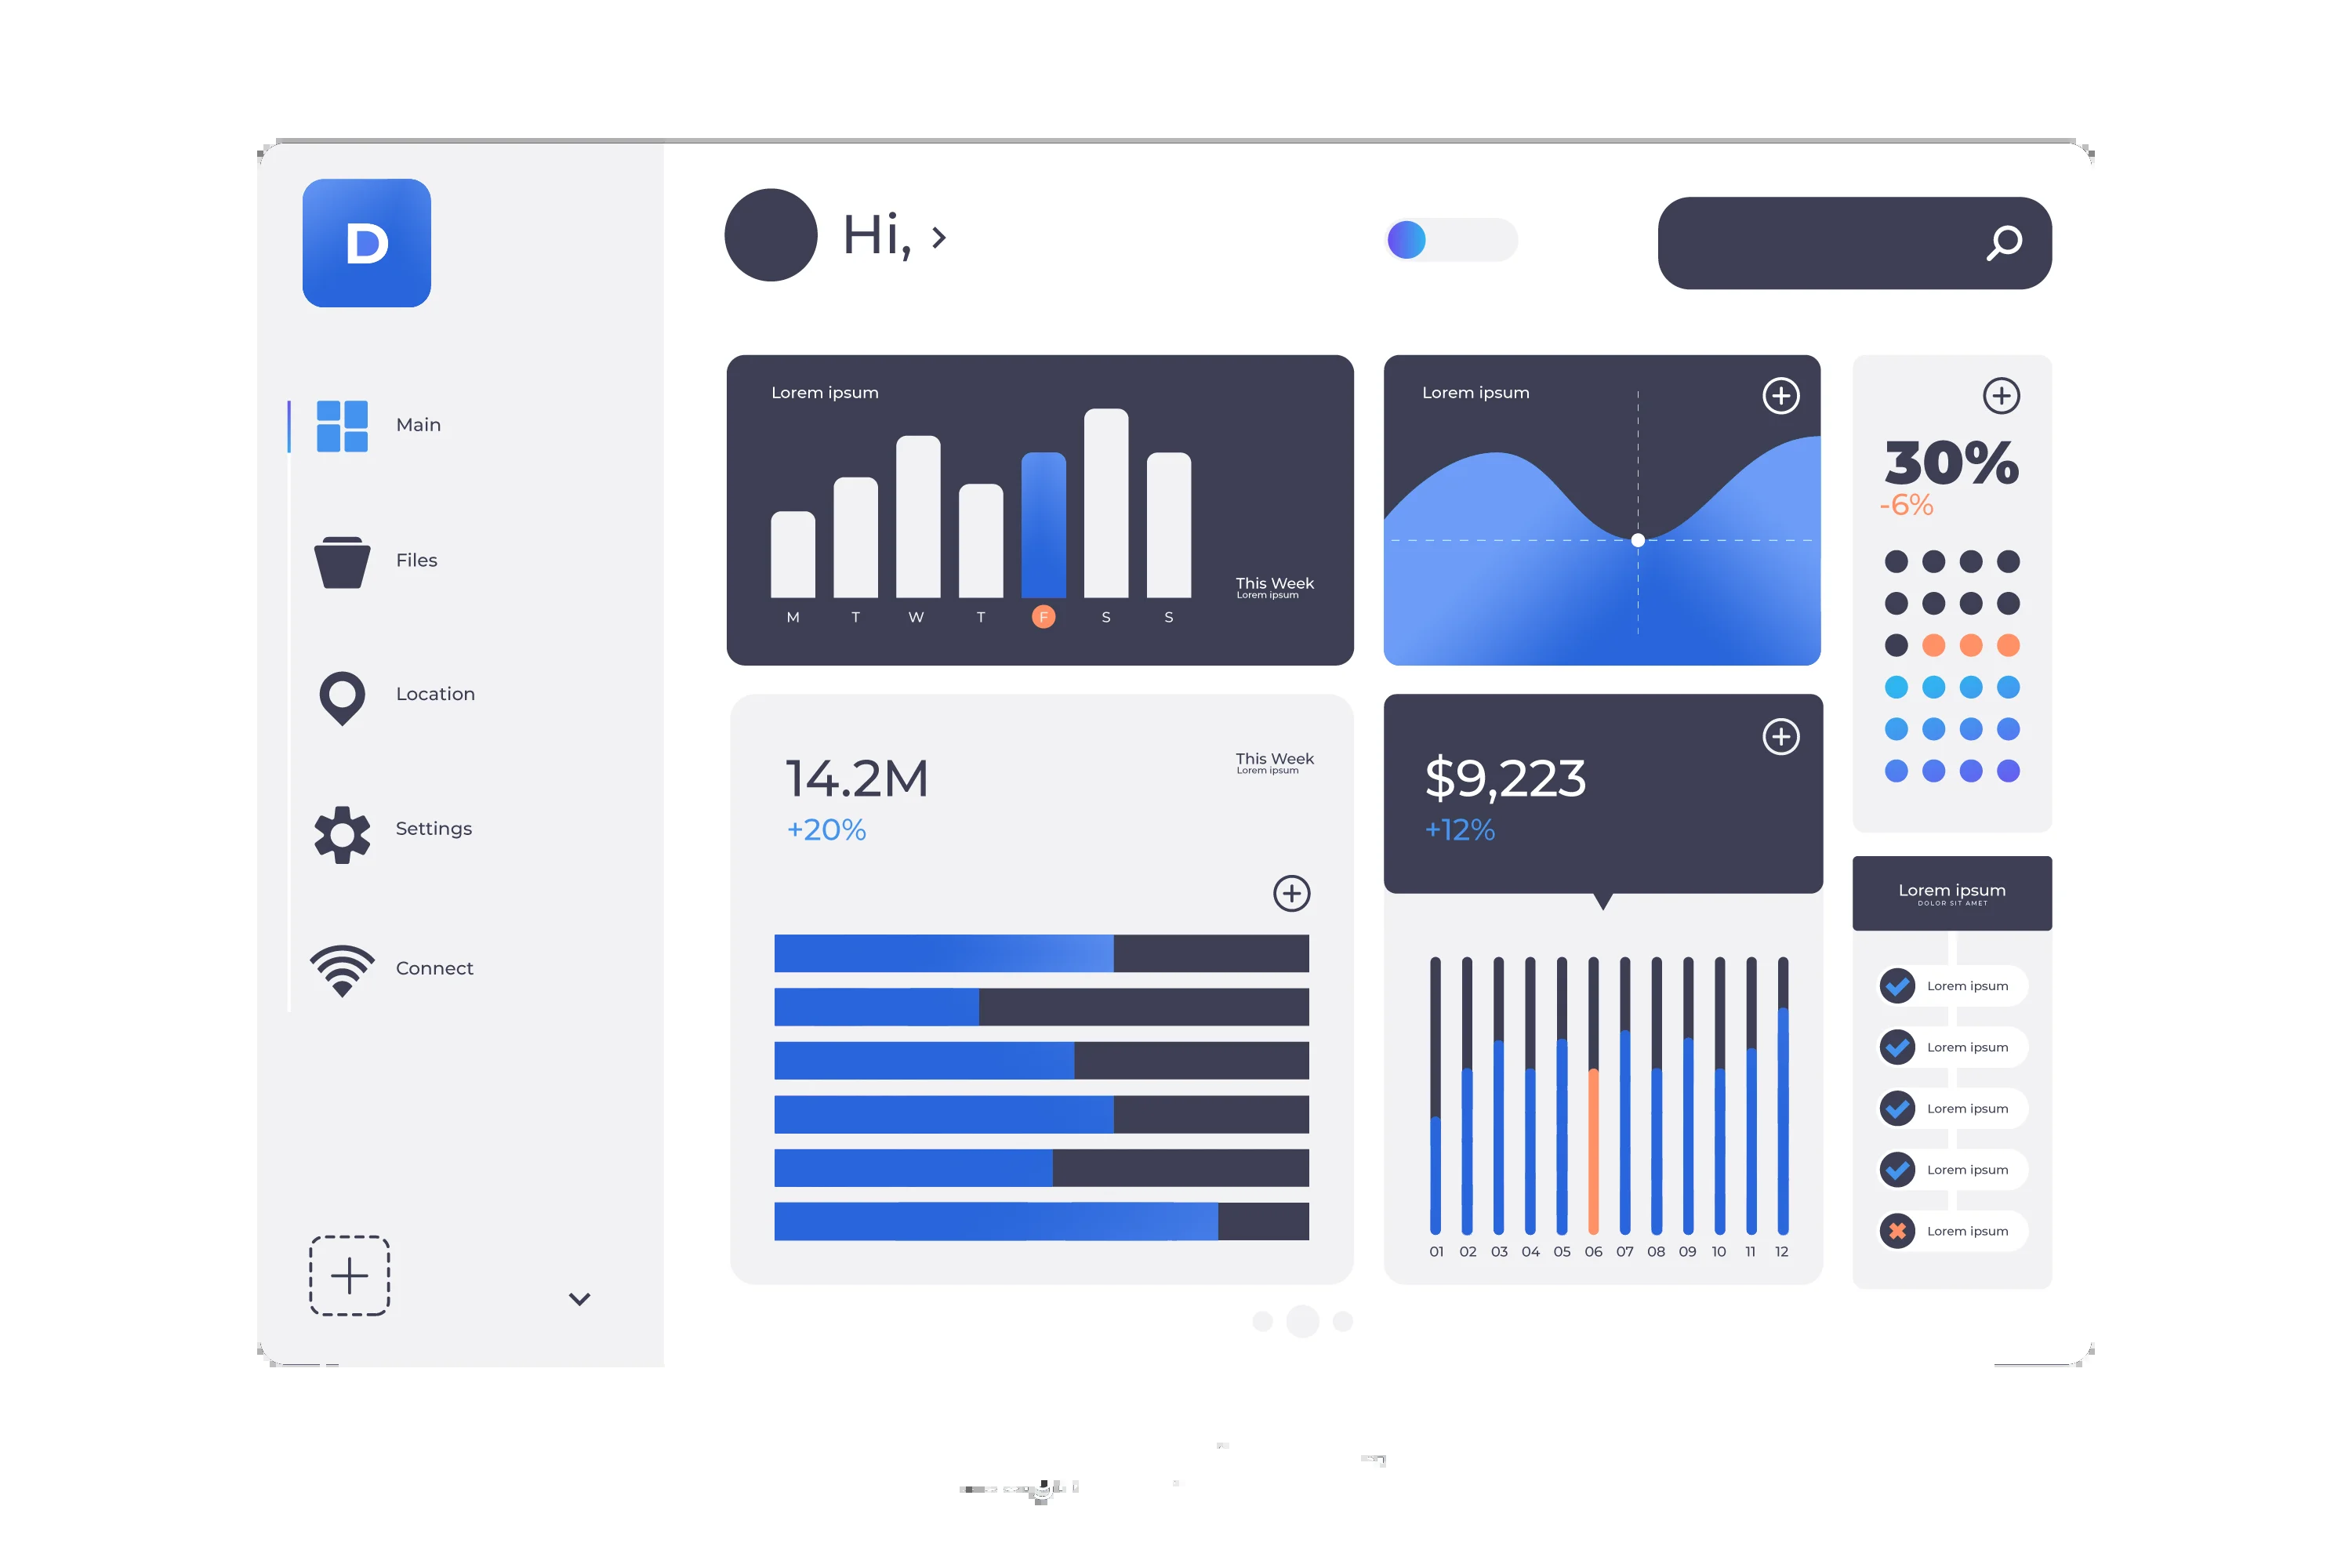 D
Hi,
Main
Files
Location
Settings
Connect
Lorem ipsum
M T W T F S S
This Week
Lorem ipsum
Lorem ipsum
30%
-6%
14.2M
+20%
This Week
Lorem ipsum
$9,223
+12%
01 02 03 04 05 06 07 08 09 10 11 12
Lorem ipsum
DOLOR SIT AMET
Lorem ipsum
Lorem ipsum
Lorem ipsum
Lorem ipsum
Lorem ipsum